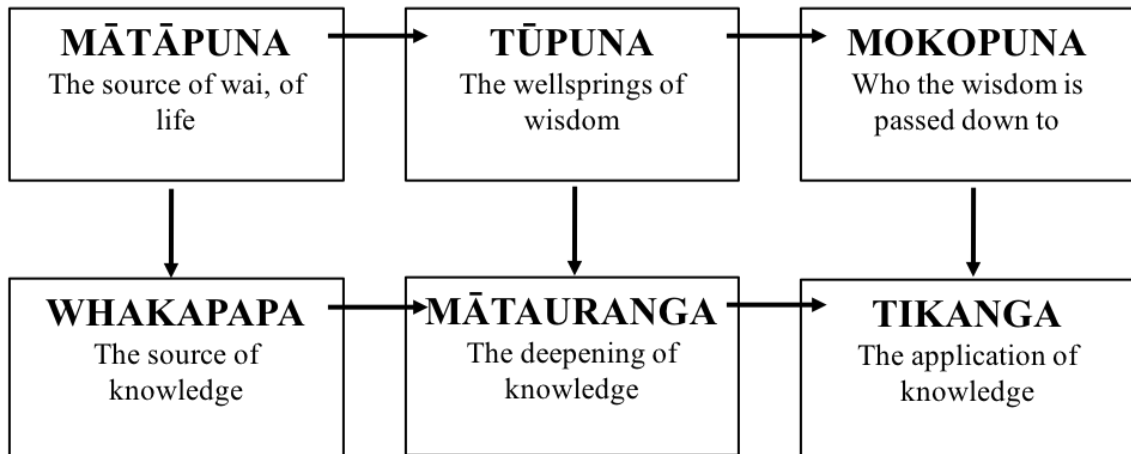 MĀTĀPUNA
The source of wai, of
life
TŪPUNA
The wellsprings of
wisdom
MOKOPUNA
Who the wisdom is
passed down to
WHAKAPAPA
The source of
knowledge
MĀTAURANGA
The deepening of
knowledge
TIKANGA
The application of
knowledge